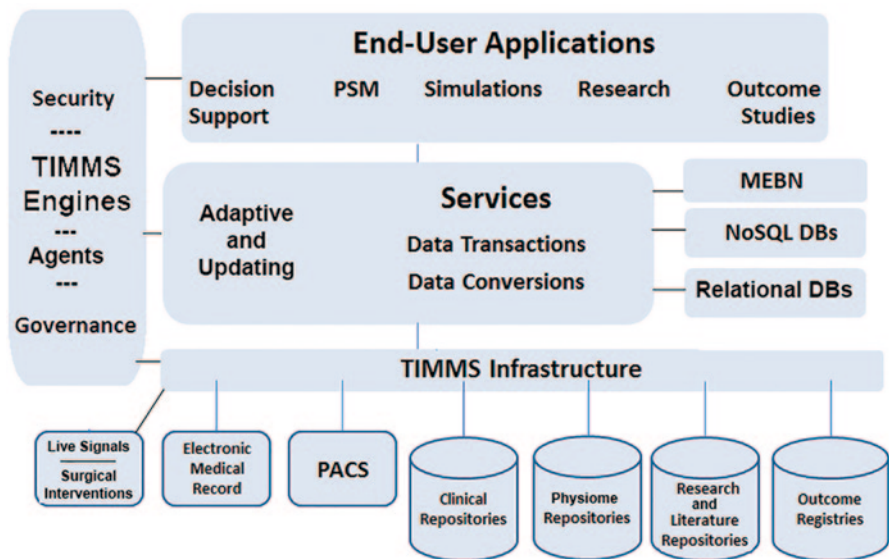 Security
----
TIMMS
Engines
---
Agents
---
Governance
End-User Applications
Decision
Support
PSM
Simulations
Research
Outcome
Studies
Adaptive
and
Updating
Services
Data Transactions
Data Conversions
MEBN
NoSQL DBs
Relational DBs
TIMMS Infrastructure
Live Signals
Surgical
Interventions
Electronic
Medical
Record
PACS
Clinical
Repositories
Physiome
Repositories
Research
and
Literature
Repositories
Outcome
Registries